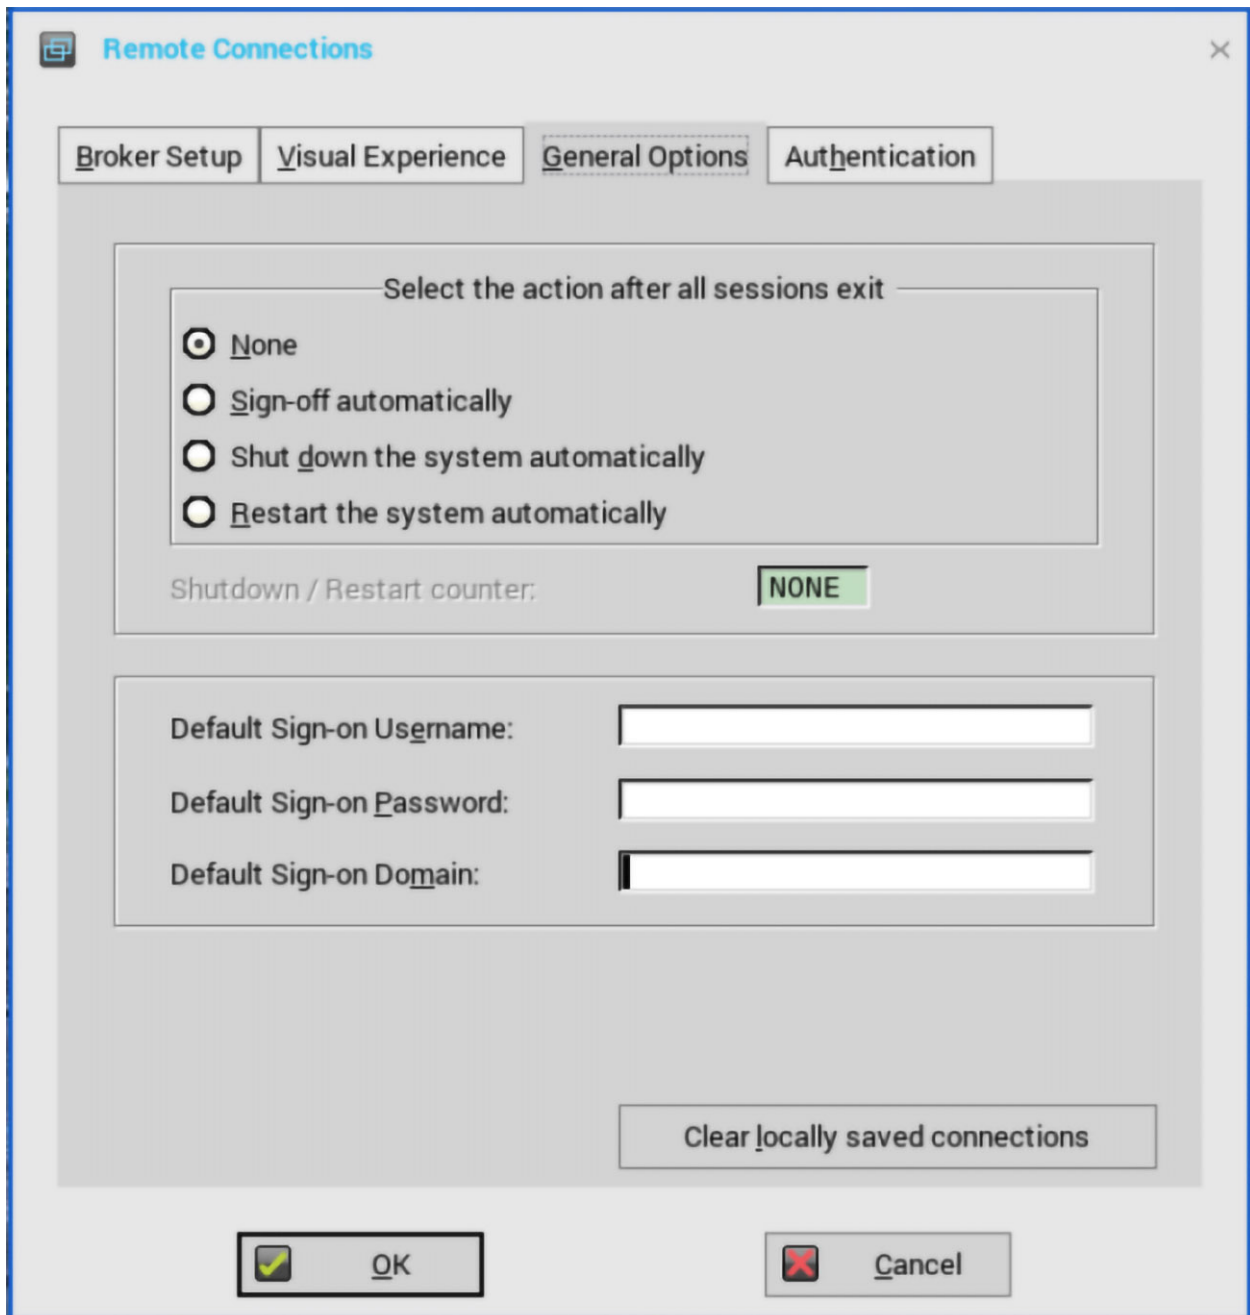 Remote Connections
Broker Setup
Visual Experience
General Options
Authentication
Select the action after all sessions exit
None
Sign-off automatically
Shut down the system automatically
Restart the system automatically
Shutdown / Restart counter: NONE
Default Sign-on Username:
Default Sign-on Password:
Default Sign-on Domain:
Clear locally saved connections
OK
Cancel